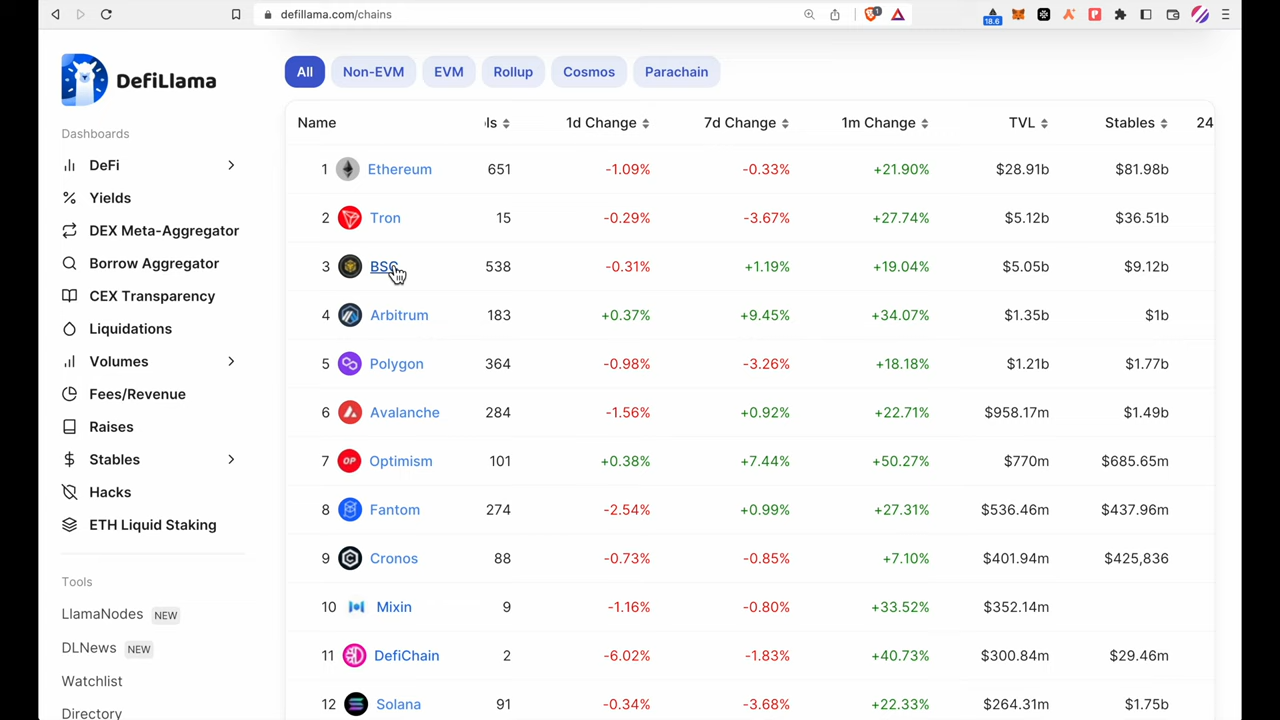 defillama.com/chains
1
18.6
DefiLlama
All Non-EVM EVM Rollup Cosmos Parachain
Dashboards
DeFi
Yields
DEX Meta-Aggregator
Borrow Aggregator
CEX Transparency
Liquidations
Volumes
Fees/Revenue
Raises
Stables
Hacks
ETH Liquid Staking
Tools
LlamaNodes NEW
DLNews NEW
Watchlist
Directory
Name ls 1d Change 7d Change 1m Change TVL Stables 24
1 Ethereum 651 -1.09% -0.33% +21.90% $28.91b $81.98b
2 Tron 15 -0.29% -3.67% +27.74% $5.12b $36.51b
3 BSC 538 -0.31% +1.19% +19.04% $5.05b $9.12b
4 Arbitrum 183 +0.37% +9.45% +34.07% $1.35b $1b
5 Polygon 364 -0.98% -3.26% +18.18% $1.21b $1.77b
6 Avalanche 284 -1.56% +0.92% +22.71% $958.17m $1.49b
7 OP Optimism 101 +0.38% +7.44% +50.27% $770m $685.65m
8 Fantom 274 -2.54% +0.99% +27.31% $536.46m $437.96m
9 Cronos 88 -0.73% -0.85% +7.10% $401.94m $425,836
10 Mixin 9 -1.16% -0.80% +33.52% $352.14m
11 DefiChain 2 -6.02% -1.83% +40.73% $300.84m $29.46m
12 Solana 91 -0.34% -3.68% +22.33% $264.31m $1.75b